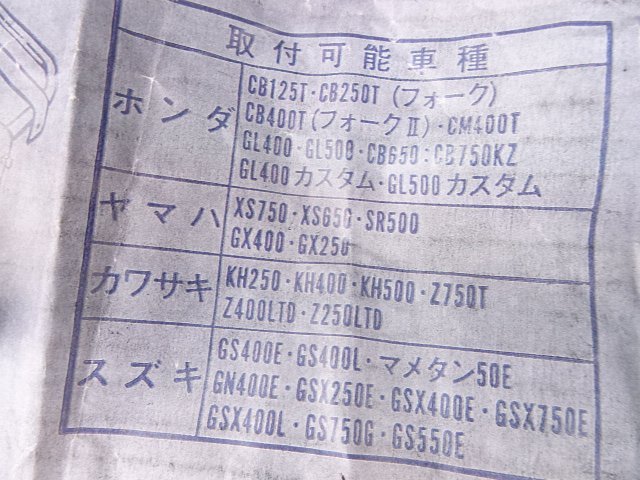 取付可能車種
ホンダ
CB125T・CB250T (フォーク)
CB400T(フォークⅡ)・CM400T
GL400・GL500・CB650:CB750KZ
GL400カスタム・GL500カスタム
ヤマハ
XS750・XS650・SR500
GX400・GX250
カワサキ
KH250・KH400・KH500・Z750T
Z400LTD・Z250LTD
スズキ
GS400E・GS400L・マメタン50E
GN400E・GSX250E・GSX400E・GSX750E
GSX400L・GS750G・GS550E